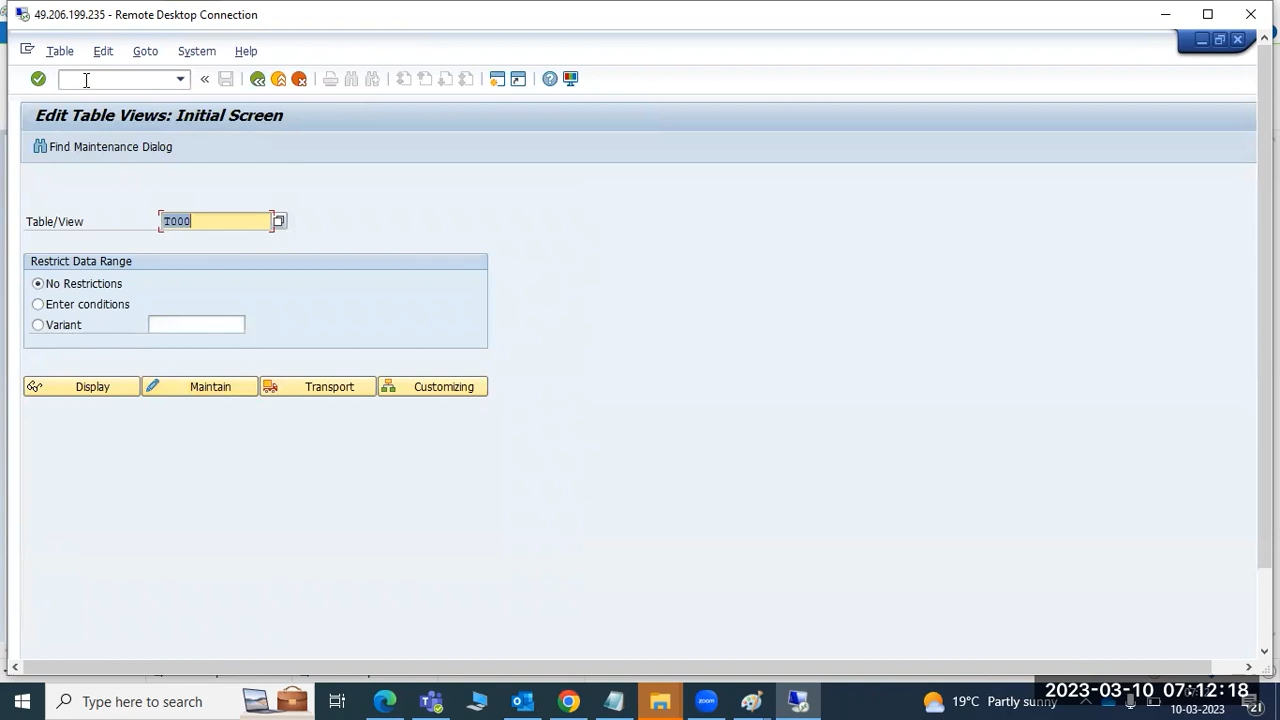 49.206.199.235 - Remote Desktop Connection
Table Edit Goto System Help
Edit Table Views: Initial Screen
Find Maintenance Dialog
Table/View T000
Restrict Data Range
No Restrictions
Enter conditions
Variant
Display Maintain Transport Customizing
Type here to search
zoom
19°C Partly sunny
2023-03-10 07:12:18
10-03-2023
21